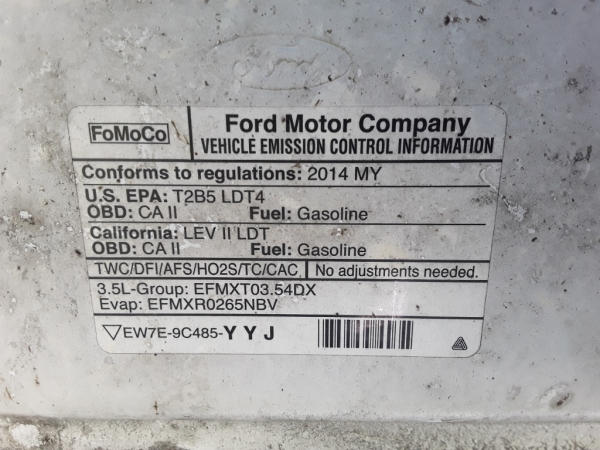 Ford
FoMoCo
Ford Motor Company
VEHICLE EMISSION CONTROL INFORMATION
Conforms to regulations: 2014 MY
U.S. EPA: T2B5 LDT4
OBD: CA II Fuel: Gasoline
California: LEV II LDT
OBD: CA II Fuel: Gasoline
TWC/DFI/AFS/HO2S/TC/CAC No adjustments needed.
3.5L-Group: EFMXT03.54DX
Evap: EFMXR0265NBV
EW7E-9C485-Y Y J